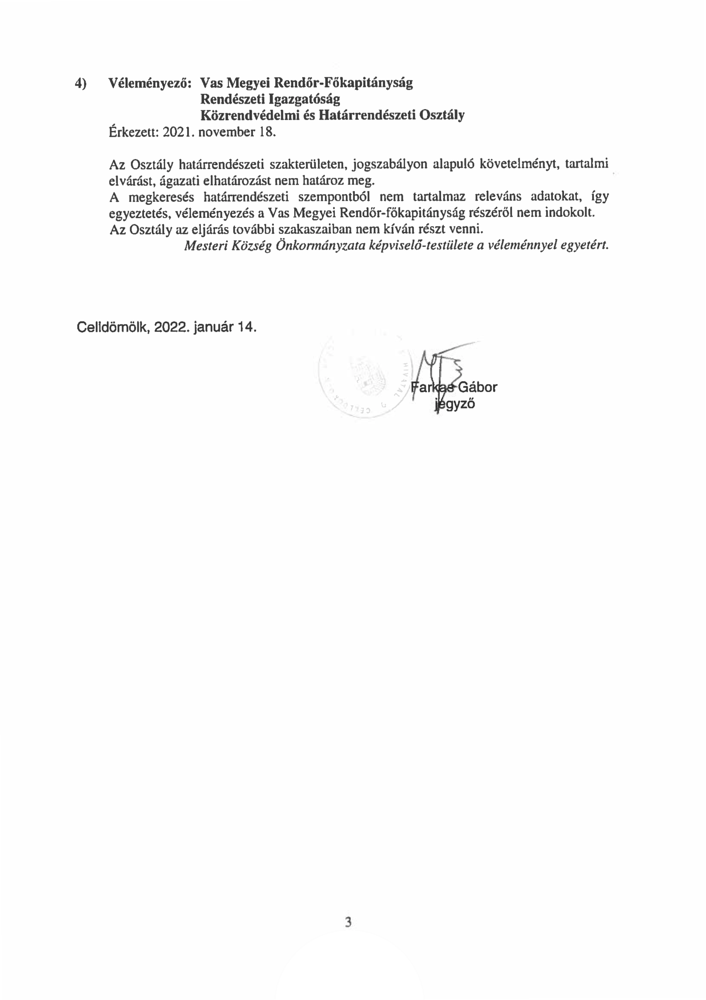 4) Véleményező: Vas Megyei Rendőr-Főkapitányság
Rendészeti Igazgatóság
Közrendvédelmi és Határrendészeti Osztály
Érkezett: 2021. november 18.
Az Osztály határrendészeti szakterületen, jogszabályon alapuló követelményt, tartalmi
elvárást, ágazati elhatározást nem határoz meg.
A megkeresés határrendészeti szempontból nem tartalmaz releváns adatokat, így
egyeztetés, véleményezés a Vas Megyei Rendőr-főkapitányság részéről nem indokolt.
Az Osztály az eljárás további szakaszaiban nem kíván részt venni.
Mesteri Község Önkormányzata képviselő-testülete a véleménnyel egyetért.
Celldömölk, 2022. január 14.
HIVATAL
Farkas Gábor
jegyző
3